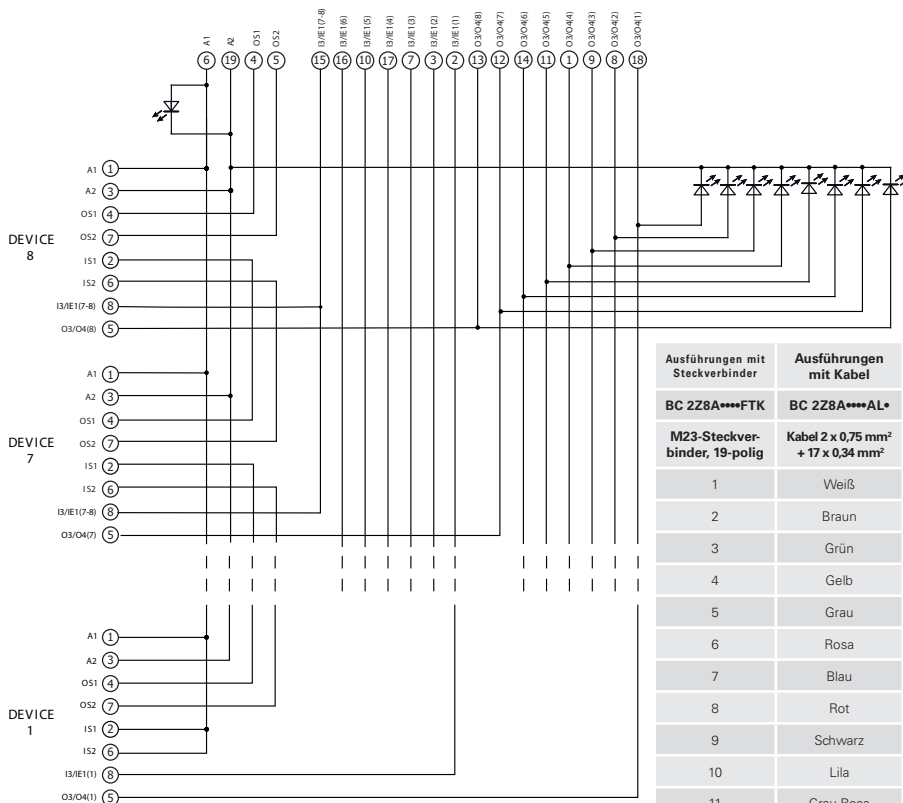 A1
A2
OS1
OS2
I3/IE1(7-8)
I3/IE1(6)
I3/IE1(5)
I3/IE1(4)
I3/IE1(3)
I3/IE1(2)
I3/IE1(1)
O3/O4(8)
O3/O4(7)
O3/O4(6)
O3/O4(5)
O3/O4(4)
O3/O4(3)
O3/O4(2)
O3/O4(1)
6 19 4 5 15 16 10 17 7 3 2 13 12 14 11 1 9 8 18
DEVICE
8
A1 1
A2 3
OS1 4
OS2 7
IS1 2
IS2 6
I3/IE1(7-8) 8
O3/O4(8) 5
DEVICE
7
A1 1
A2 3
OS1 4
OS2 7
IS1 2
IS2 6
I3/IE1(7-8) 8
O3/O4(7) 5
DEVICE
1
A1 1
A2 3
OS1 4
OS2 7
IS1 2
IS2 6
I3/IE1(1) 8
O3/O4(1) 5
Ausführungen mit
Steckverbinder
Ausführungen
mit Kabel
BC 2Z8A••••FTK
BC 2Z8A••••AL•
M23-Steckver-
binder, 19-polig
Kabel 2 x 0,75 mm²
+ 17 x 0,34 mm²
1 Weiß
2 Braun
3 Grün
4 Gelb
5 Grau
6 Rosa
7 Blau
8 Rot
9 Schwarz
10 Lila
11 Grau-Rosa